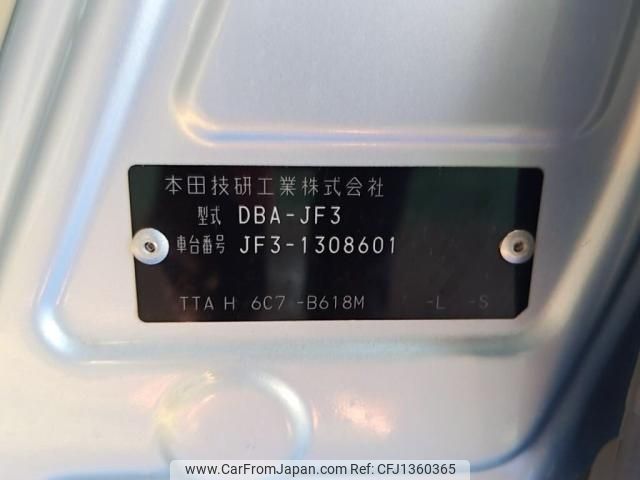 本田技研工業株式会社
型式 DBA-JF3
車台番号 JF3-1308601
TTA H 6C7 -B618M -L -S
www.CarFromJapan.com - CFJ1360365